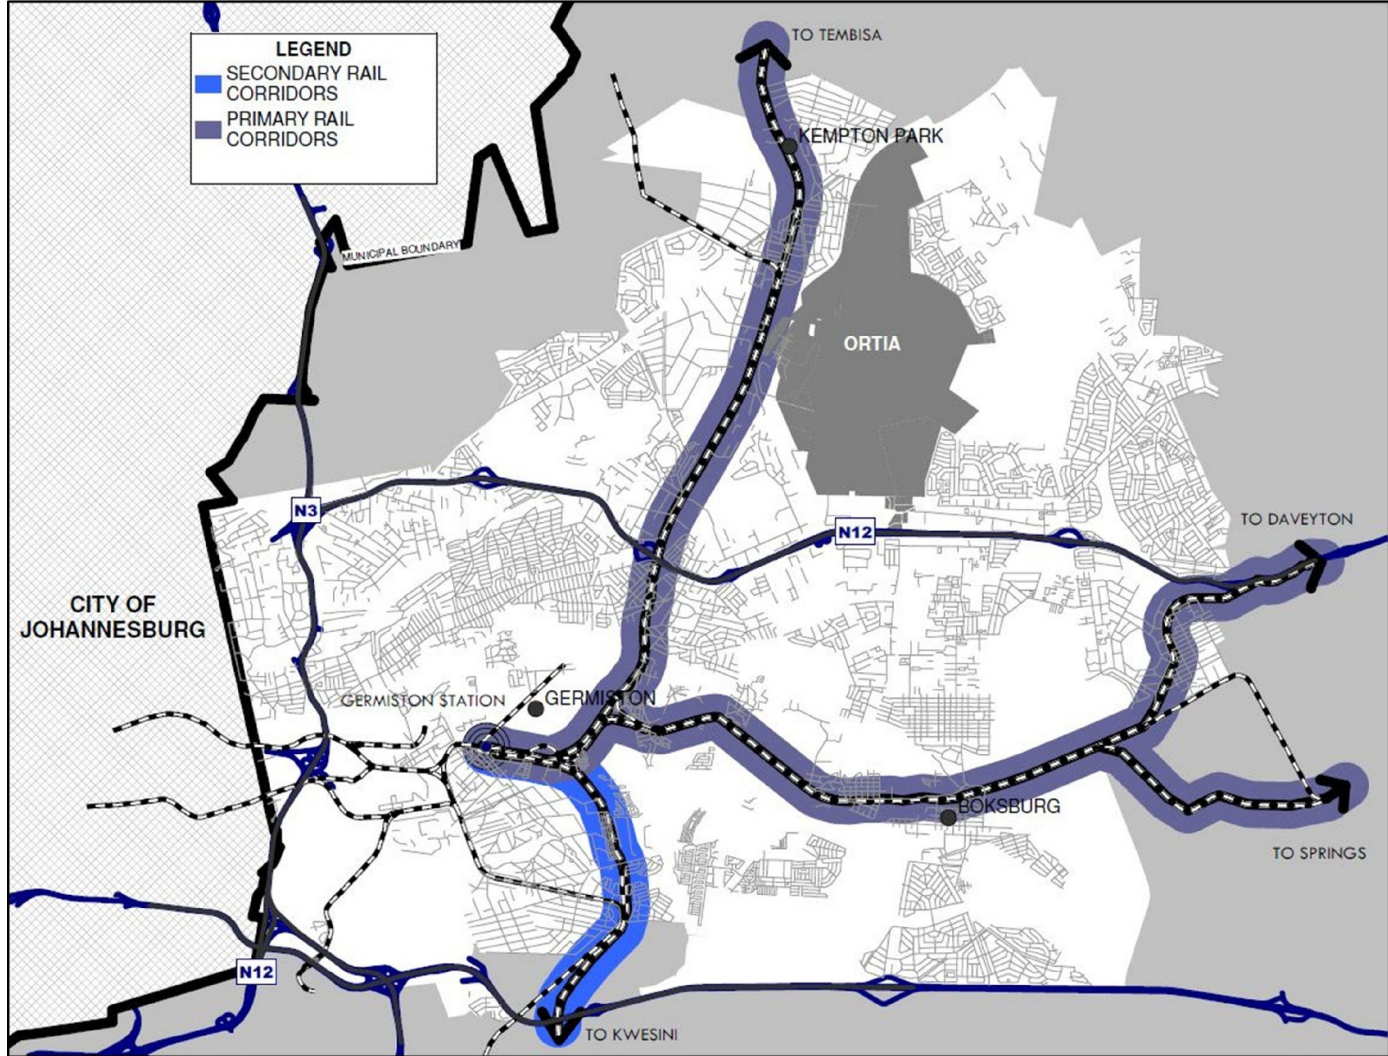 LEGEND
SECONDARY RAIL
CORRIDORS
PRIMARY RAIL
CORRIDORS
TO TEMBISA
KEMPTON PARK
MUNICIPAL BOUNDARY
ORTIA
N3
N12
TO DAVEYTON
CITY OF
JOHANNESBURG
GERMISTON STATION
GERMISTON
BOKSBURG
TO SPRINGS
N12
TO KWESINI